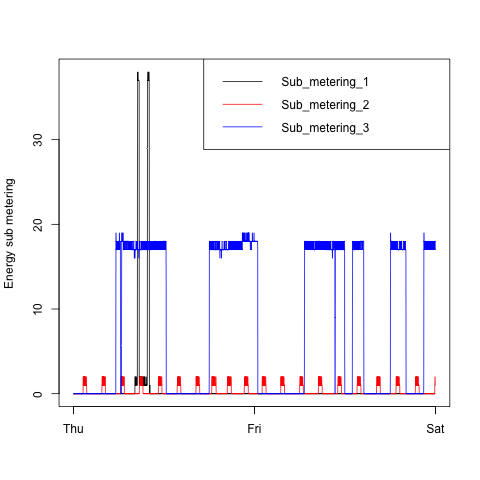 Sub_metering_1
Sub_metering_2
Sub_metering_3
Energy sub metering
30
20
10
0
Thu Fri Sat